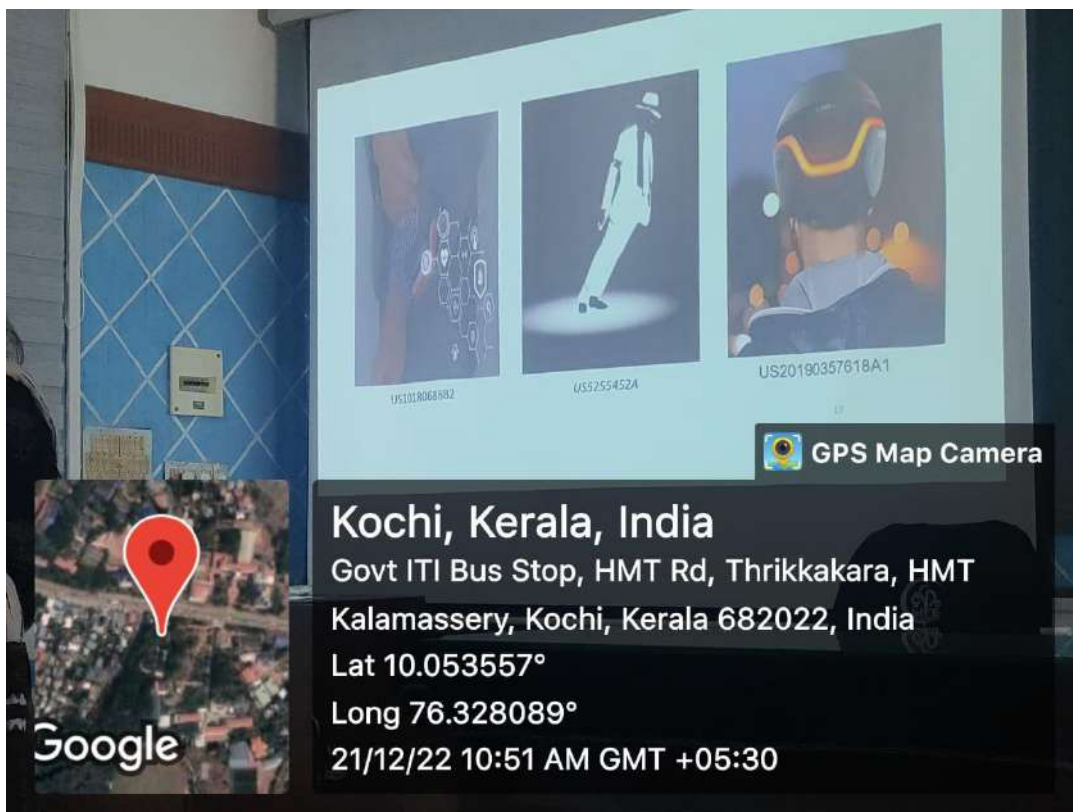 US10180688B2
US5255452A
US20190357618A1
GPS Map Camera
Kochi, Kerala, India
Govt ITI Bus Stop, HMT Rd, Thrikkakara, HMT
Kalamassery, Kochi, Kerala 682022, India
Lat 10.053557°
Long 76.328089°
21/12/22 10:51 AM GMT +05:30
Google